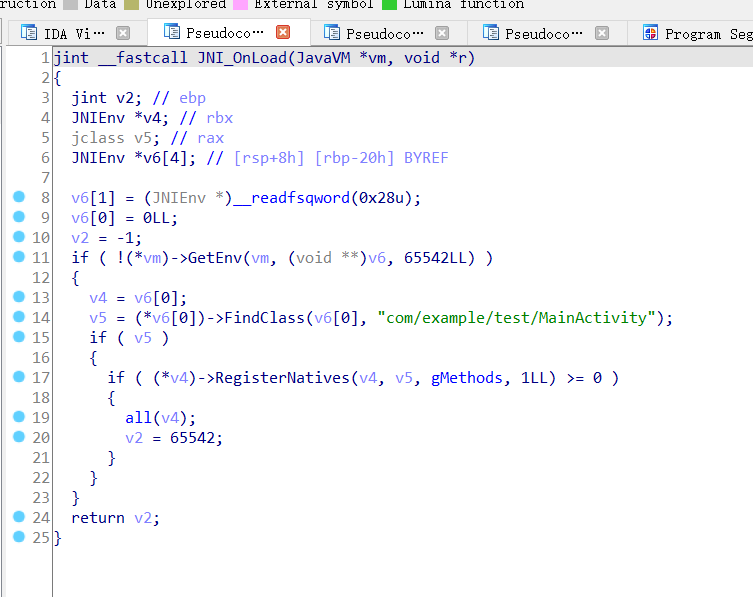 ruction Data Unexplored External symbol Lumina function
IDA Vi··· Pseudoco··· Pseudoco··· Pseudoco··· Program Seg
1 jint __fastcall JNI_OnLoad(JavaVM *vm, void *r)
2 {
3 jint v2; // ebp
4 JNIEnv *v4; // rbx
5 jclass v5; // rax
6 JNIEnv *v6[4]; // [rsp+8h] [rbp-20h] BYREF
7
8 v6[1] = (JNIEnv *)__readfsqword(0x28u);
9 v6[0] = 0LL;
10 v2 = -1;
11 if ( !(*vm)->GetEnv(vm, (void **)v6, 65542LL) )
12 {
13 v4 = v6[0];
14 v5 = (*v6[0])->FindClass(v6[0], "com/example/test/MainActivity");
15 if ( v5 )
16 {
17 if ( (*v4)->RegisterNatives(v4, v5, gMethods, 1LL) >= 0 )
18 {
19 all(v4);
20 v2 = 65542;
21 }
22 }
23 }
24 return v2;
25 }